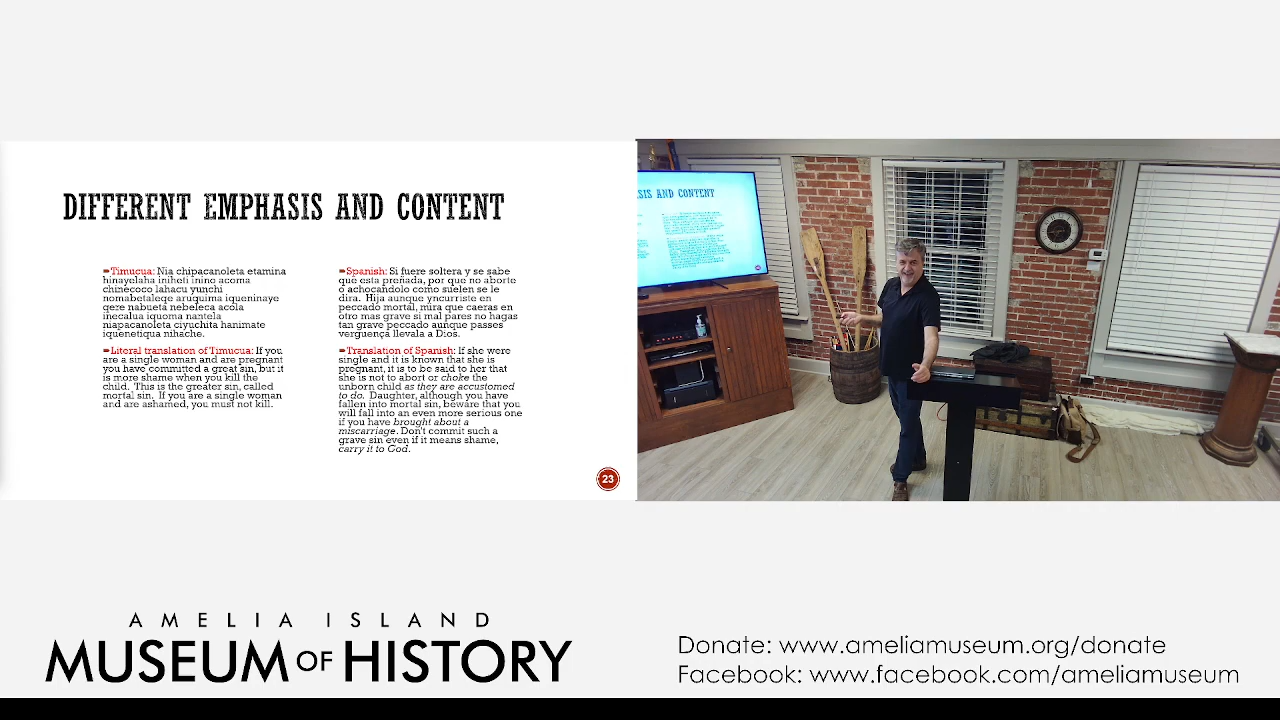 DIFFERENT EMPHASIS AND CONTENT
Timucua: Nia chipacanoleta etamina
hinayelaha iniheti inino acoma
chinecoco lahacu yunchi
nomabetaleqe aruquima iqueninaye
qere nabueta nebeleca acola
inecalua iquoma nantela
mapacanoleta ciyuchita hanimate
iquenetiqua nihache.
Literal translation of Timucua: If you
are a single woman and are pregnant
you have committed a great sin, but it
is more shame when you kill the
child. This is the greater sin, called
mortal sin. If you are a single woman
and are ashamed, you must not kill.
Spanish: Si fuere soltera y se sabe
que esta preñada, por que no aborte
o achocandolo como suelen se le
dira. Hija aunque yncurriste en
peccado mortal, mira que caeras en
otro mas grave si mal pares no hagas
tan grave peccado aunque passes
verguença llevala a Dios.
Translation of Spanish: If she were
single and it is known that she is
pregnant, it is to be said to her that
she is not to abort or choke the
unborn child as they are accustomed
to do. Daughter, although you have
fallen into mortal sin, beware that you
will fall into an even more serious one
if you have brought about a
miscarriage. Don't commit such a
grave sin even if it means shame,
carry it to God.
23
SIS AND CONTENT
AMELIA ISLAND
MUSEUM OF HISTORY
Donate: www.ameliamuseum.org/donate
Facebook: www.facebook.com/ameliamuseum